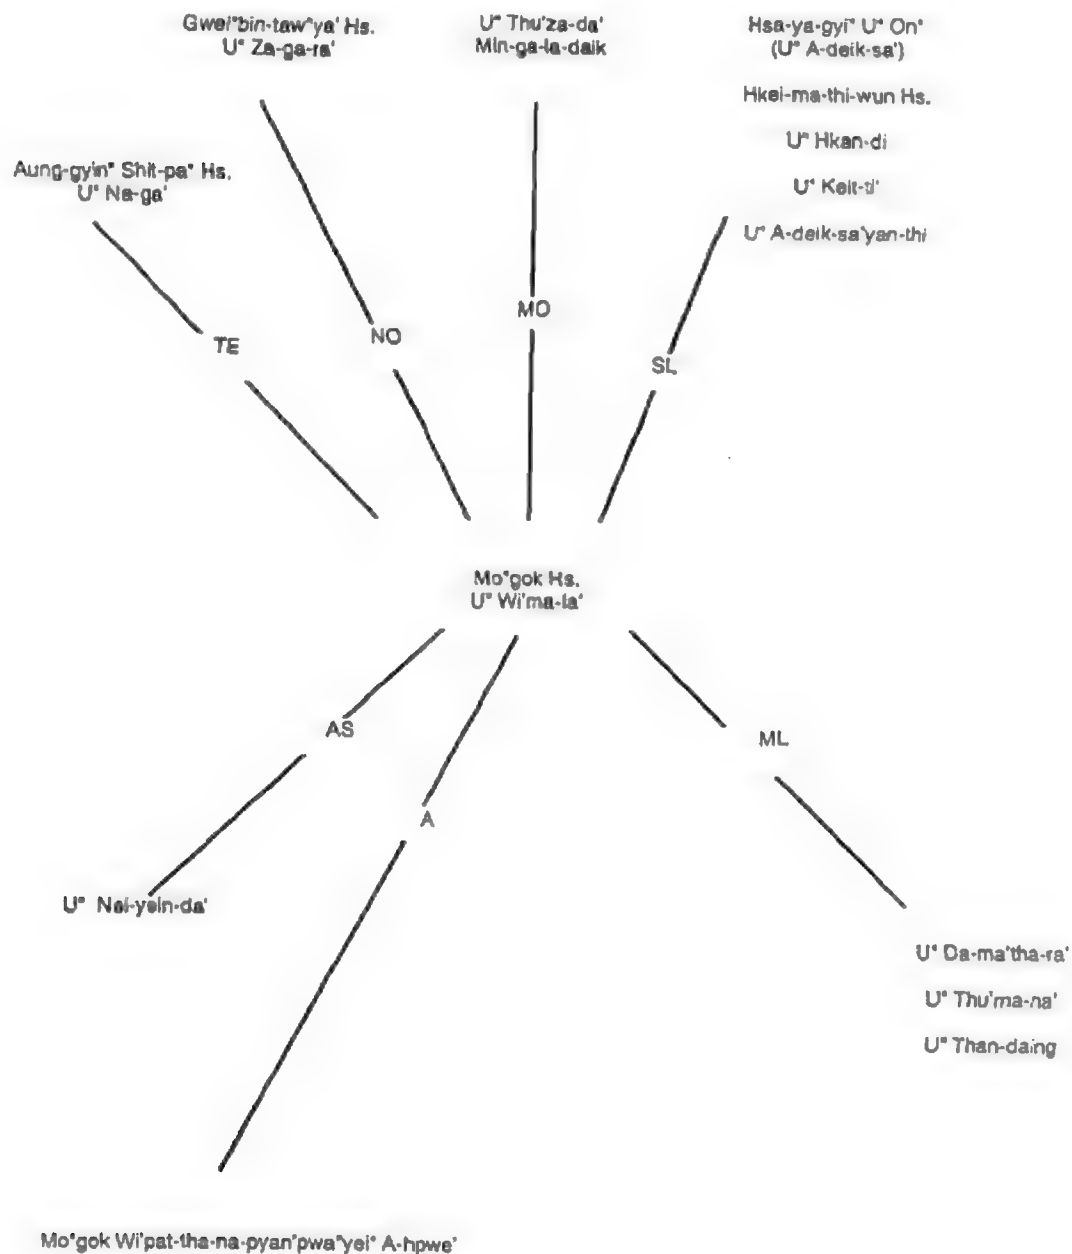 Gwei"bin-taw"ya' Hs.
U" Za-ga-ra'
U" Thu'za-da'
Min-ga-la-daik
Hsa-ya-gyi" U" On"
(U" A-deik-sa')
Hkei-ma-thi-wun Hs.
U" Hkan-di
U" Keit-ti'
U" A-deik-sa'yan-thi
Aung-gyin" Shit-pa" Hs.
U" Na-ga'
TE
NO
MO
SL
Mo"gok Hs.
U" Wi'ma-la'
AS
A
ML
U" Nei-yein-da'
U" Da-ma'tha-ra'
U" Thu'ma-na'
U" Than-daing
Mo"gok Wi'pat-tha-na-pyan'pwa"yei" A-hpwe'